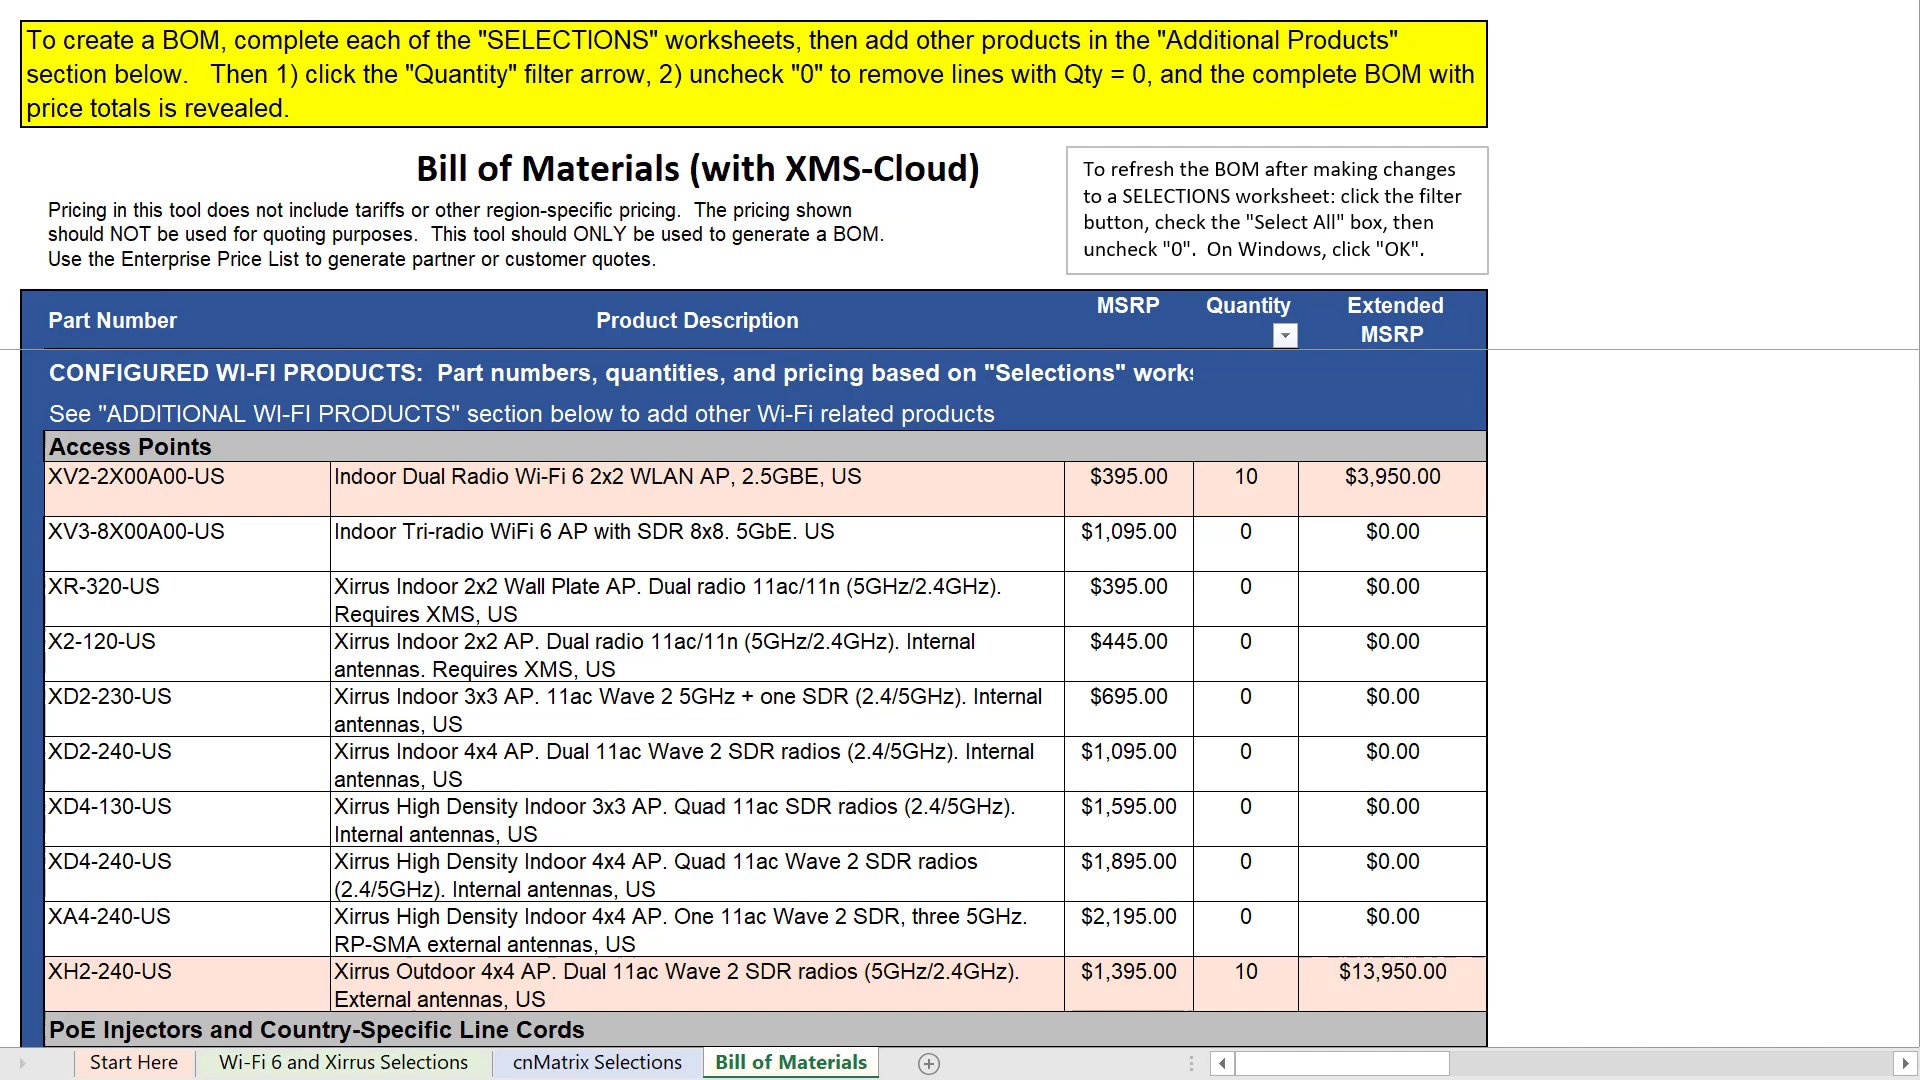 To create a BOM, complete each of the "SELECTIONS" worksheets, then add other products in the "Additional Products"
section below.   Then 1) click the "Quantity" filter arrow, 2) uncheck "0" to remove lines with Qty = 0, and the complete BOM with
price totals is revealed.
Bill of Materials (with XMS-Cloud)
Pricing in this tool does not include tariffs or other region-specific pricing.  The pricing shown
should NOT be used for quoting purposes.  This tool should ONLY be used to generate a BOM.
Use the Enterprise Price List to generate partner or customer quotes.
To refresh the BOM after making changes
to a SELECTIONS worksheet: click the filter
button, check the "Select All" box, then
uncheck "0".  On Windows, click "OK".
Part Number Product Description MSRP Quantity Extended
MSRP
CONFIGURED WI-FI PRODUCTS:  Part numbers, quantities, and pricing based on "Selections" works
See "ADDITIONAL WI-FI PRODUCTS" section below to add other Wi-Fi related products
Access Points
XV2-2X00A00-US Indoor Dual Radio Wi-Fi 6 2x2 WLAN AP, 2.5GBE, US $395.00 10 $3,950.00
XV3-8X00A00-US Indoor Tri-radio WiFi 6 AP with SDR 8x8. 5GbE. US $1,095.00 0 $0.00
XR-320-US Xirrus Indoor 2x2 Wall Plate AP. Dual radio 11ac/11n (5GHz/2.4GHz). $395.00 0 $0.00
Requires XMS, US
X2-120-US Xirrus Indoor 2x2 AP. Dual radio 11ac/11n (5GHz/2.4GHz). Internal $445.00 0 $0.00
antennas. Requires XMS, US
XD2-230-US Xirrus Indoor 3x3 AP. 11ac Wave 2 5GHz + one SDR (2.4/5GHz). Internal $695.00 0 $0.00
antennas, US
XD2-240-US Xirrus Indoor 4x4 AP. Dual 11ac Wave 2 SDR radios (2.4/5GHz). Internal $1,095.00 0 $0.00
antennas, US
XD4-130-US Xirrus High Density Indoor 3x3 AP. Quad 11ac SDR radios (2.4/5GHz). $1,595.00 0 $0.00
Internal antennas, US
XD4-240-US Xirrus High Density Indoor 4x4 AP. Quad 11ac Wave 2 SDR radios $1,895.00 0 $0.00
(2.4/5GHz). Internal antennas, US
XA4-240-US Xirrus High Density Indoor 4x4 AP. One 11ac Wave 2 SDR, three 5GHz. $2,195.00 0 $0.00
RP-SMA external antennas, US
XH2-240-US Xirrus Outdoor 4x4 AP. Dual 11ac Wave 2 SDR radios (5GHz/2.4GHz). $1,395.00 10 $13,950.00
External antennas, US
PoE Injectors and Country-Specific Line Cords
Start Here Wi-Fi 6 and Xirrus Selections cnMatrix Selections Bill of Materials